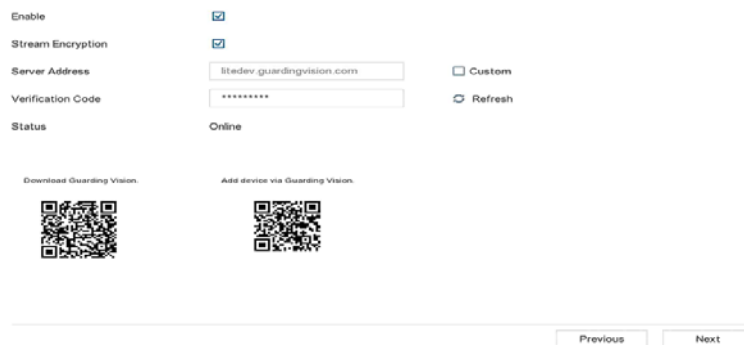 Enable
Stream Encryption
Server Address litedev.guardingvision.com Custom
Verification Code ********* Refresh
Status Online
Download Guarding Vision. Add device via Guarding Vision.
Previous Next